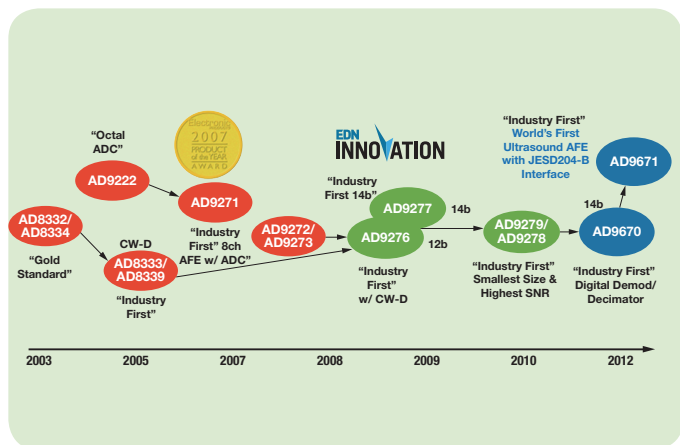 “Octal
ADC”
AD9222
Electronic
2007
PRODUCT
of the YEAR
AWARD
AD9271
“Industry
First” 8ch
AFE w/ ADC”
AD8332/
AD8334
“Gold
Standard”
CW-D
AD8333/
AD8339
“Industry
First”
AD9272/
AD9273
EDN
INNOVATION
“Industry
First 14b”
AD9277
AD9276
14b
12b
“Industry
First”
w/ CW-D
AD9279/
AD9278
“Industry First”
Smallest Size &
Highest SNR
“Industry First”
World’s First
Ultrasound AFE
with JESD204-B
Interface
AD9671
14b
AD9670
“Industry First”
Digital Demod/
Decimator
2003 2005 2007 2008 2009 2010 2012